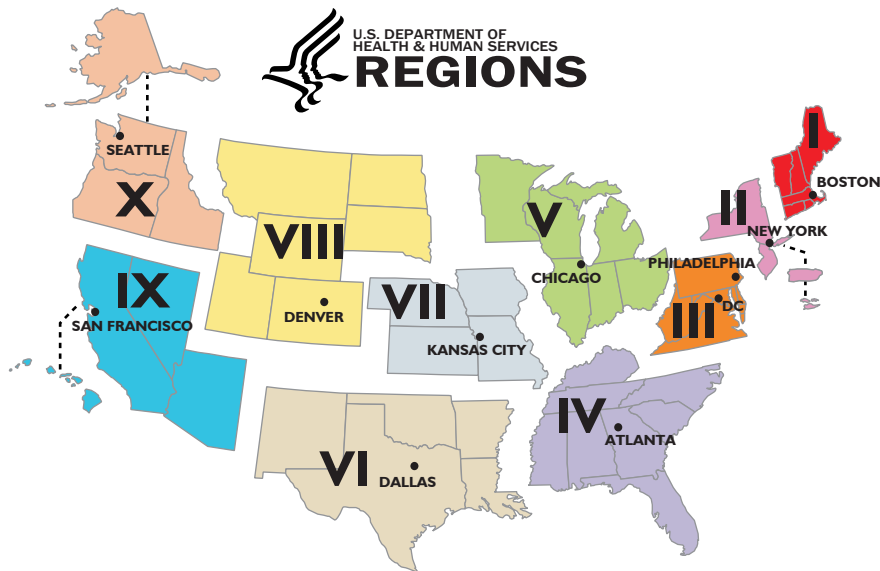 U.S. DEPARTMENT OF
HEALTH & HUMAN SERVICES
REGIONS
I
SEATTLE
BOSTON
X
II
V
NEW YORK
VIII
PHILADELPHIA
IX
CHICAGO
VII
DC
DENVER
III
SAN FRANCISCO
KANSAS CITY
IV
ATLANTA
VI
DALLAS